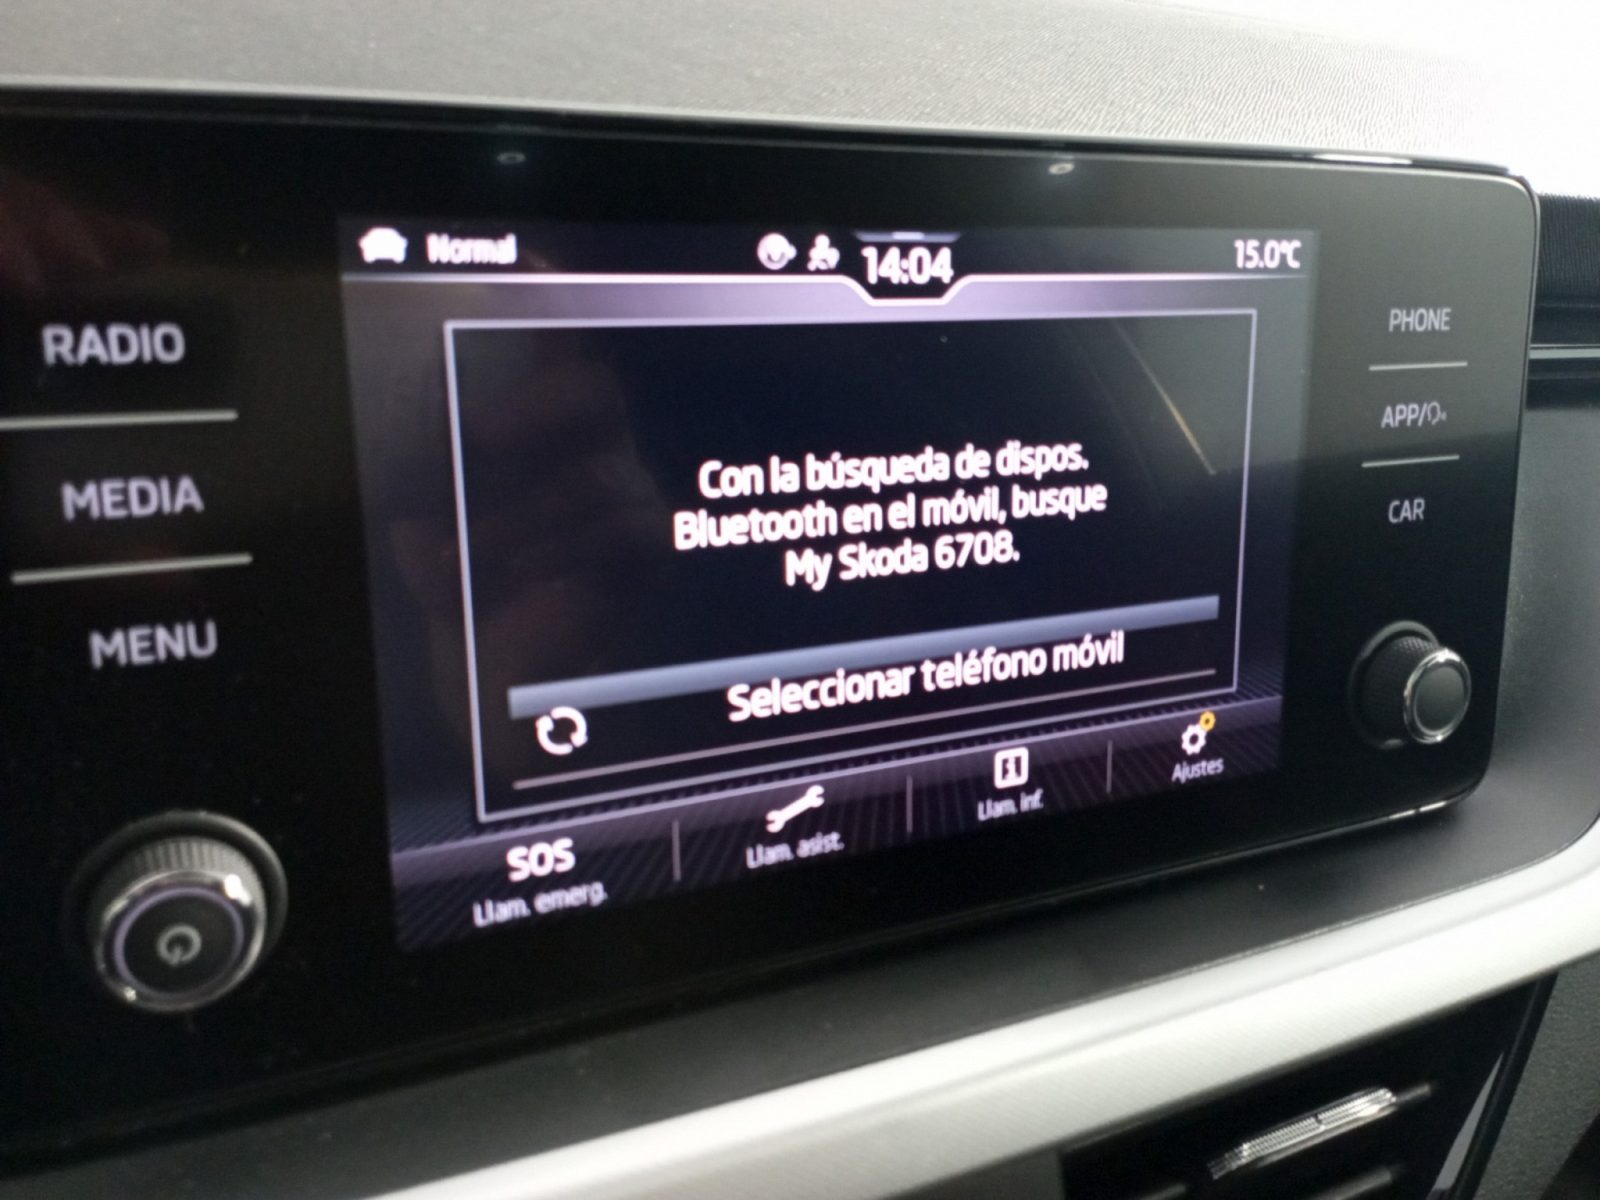 Normal
14:04
15.0°C
RADIO
MEDIA
MENU
PHONE
APP/
CAR
Con la búsqueda de dispos.
Bluetooth en el móvil, busque
My Skoda 6708.
Seleccionar teléfono móvil
SOS
Llam. emerg.
Llam. asist.
Llam. inf.
Ajustes